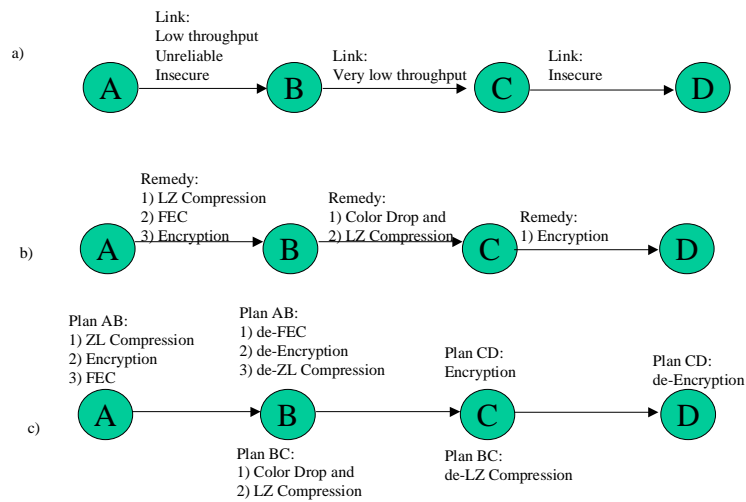 a)
Link:
Low throughput
Unreliable
Insecure
Link:
Very low throughput
Link:
Insecure
A
B
C
D
b)
Remedy:
1) LZ Compression
2) FEC
3) Encryption
Remedy:
1) Color Drop and
2) LZ Compression
Remedy:
1) Encryption
A
B
C
D
c)
Plan AB:
1) ZL Compression
2) Encryption
3) FEC
Plan AB:
1) de-FEC
2) de-Encryption
3) de-ZL Compression
Plan CD:
Encryption
Plan CD:
de-Encryption
A
B
C
D
Plan BC:
1) Color Drop and
2) LZ Compression
Plan BC:
de-LZ Compression